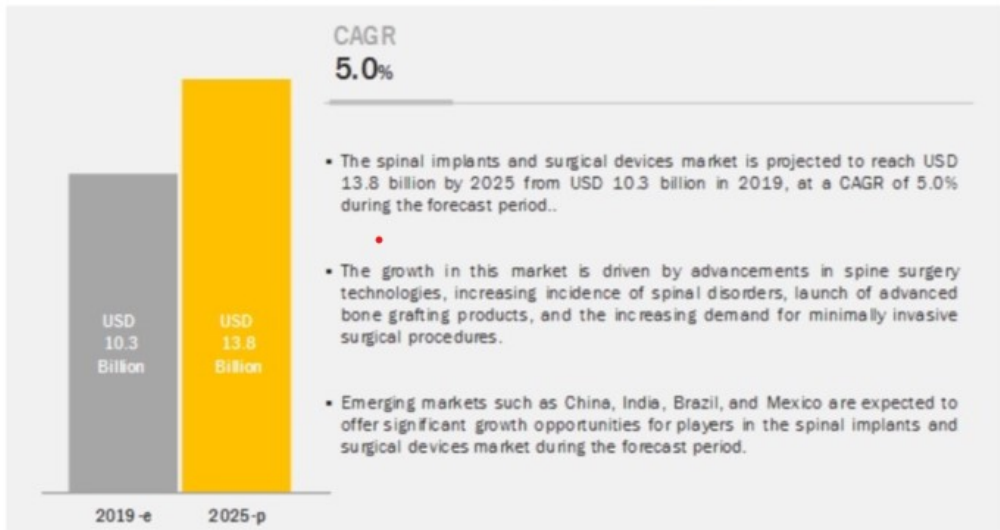 CAGR
5.0%
▪ The spinal implants and surgical devices market is projected to reach USD
13.8 billion by 2025 from USD 10.3 billion in 2019, at a CAGR of 5.0%
during the forecast period..
▪ The growth in this market is driven by advancements in spine surgery
technologies, increasing incidence of spinal disorders, launch of advanced
bone grafting products, and the increasing demand for minimally invasive
surgical procedures.
▪ Emerging markets such as China, India, Brazil, and Mexico are expected to
offer significant growth opportunities for players in the spinal implants and
surgical devices market during the forecast period.
USD
10.3
Billion
USD
13.8
Billion
2019-e
2025-p